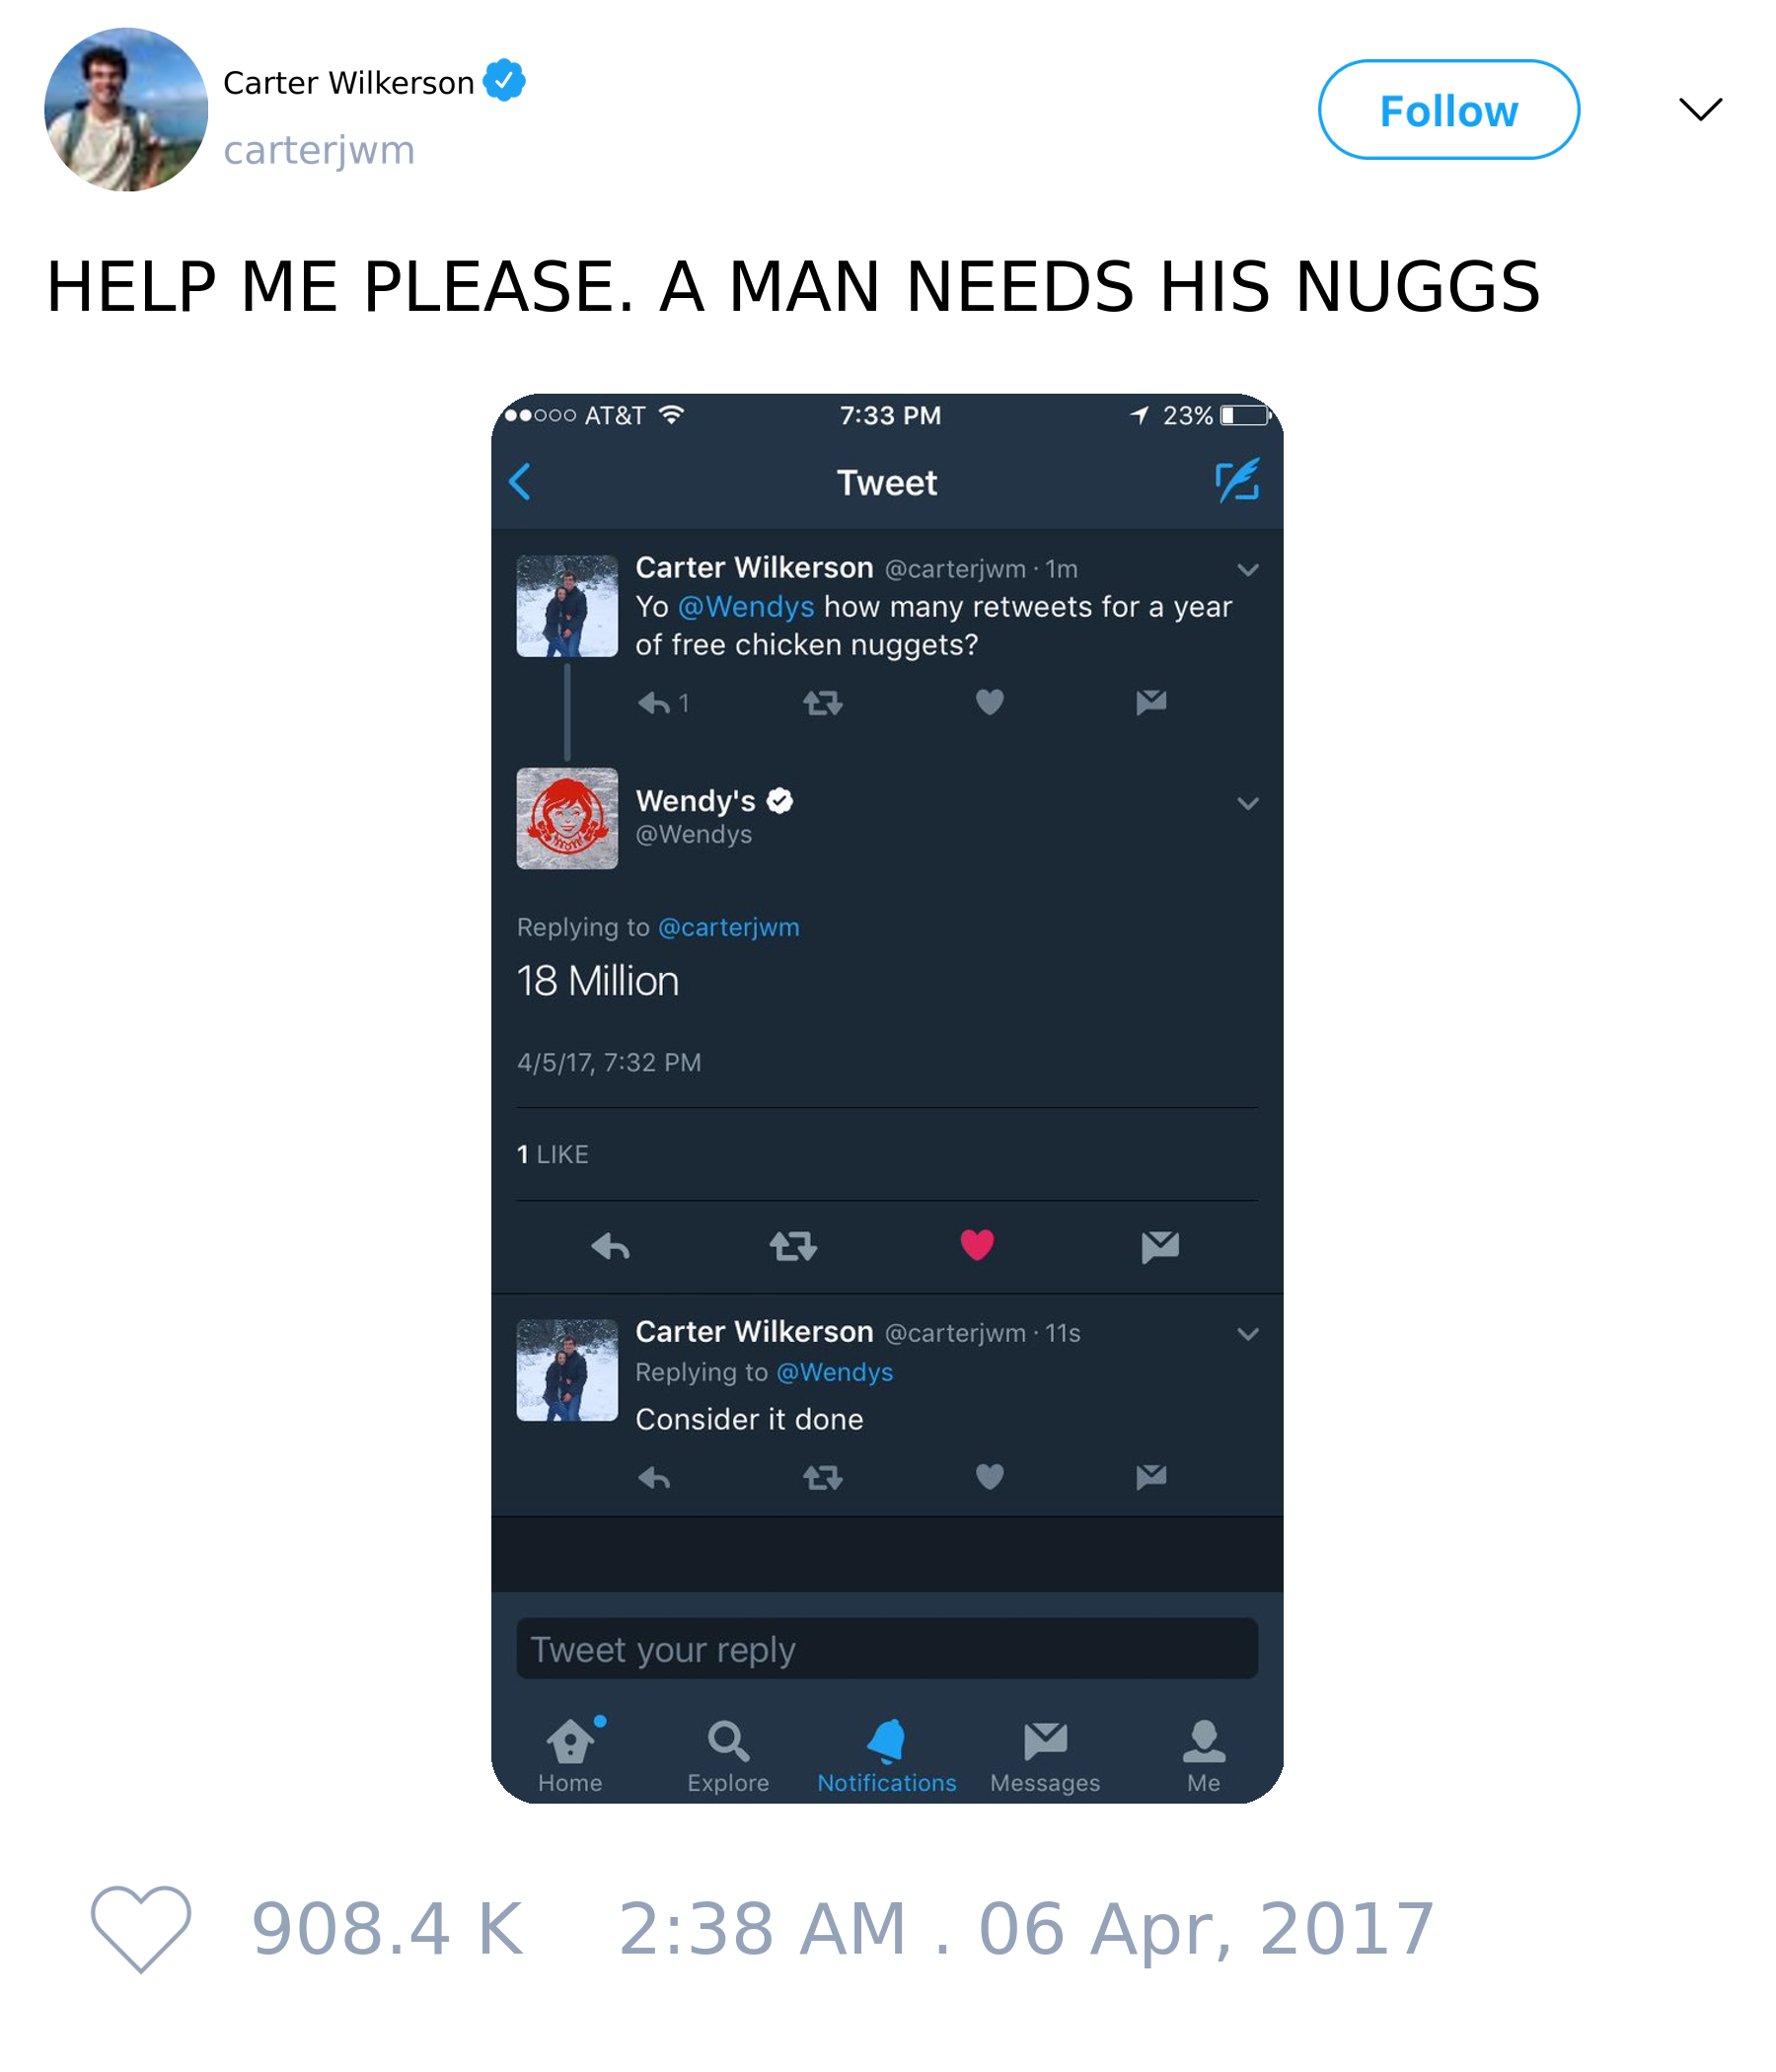 Carter Wilkerson
carterjwm
Follow
HELP ME PLEASE. A MAN NEEDS HIS NUGGS
AT&T 7:33 PM 23%
Tweet
Carter Wilkerson @carterjwm · 1m
Yo @Wendys how many retweets for a year
of free chicken nuggets?
1
Wendy's
@Wendys
Replying to @carterjwm
18 Million
4/5/17, 7:32 PM
1 LIKE
Carter Wilkerson @carterjwm · 11s
Replying to @Wendys
Consider it done
Tweet your reply
Home Explore Notifications Messages Me
908.4 K 2:38 AM . 06 Apr, 2017